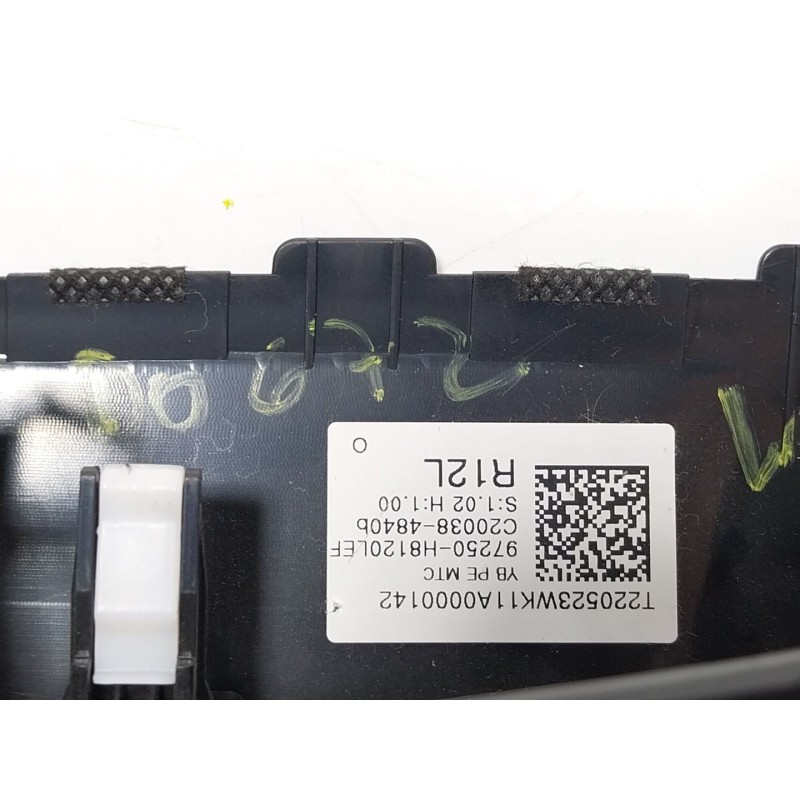 T220523WK11A0000142
YB PE MTC
97250-H8120LEF
C20038-4840b
S:1.02 H:1.00
R12L
O